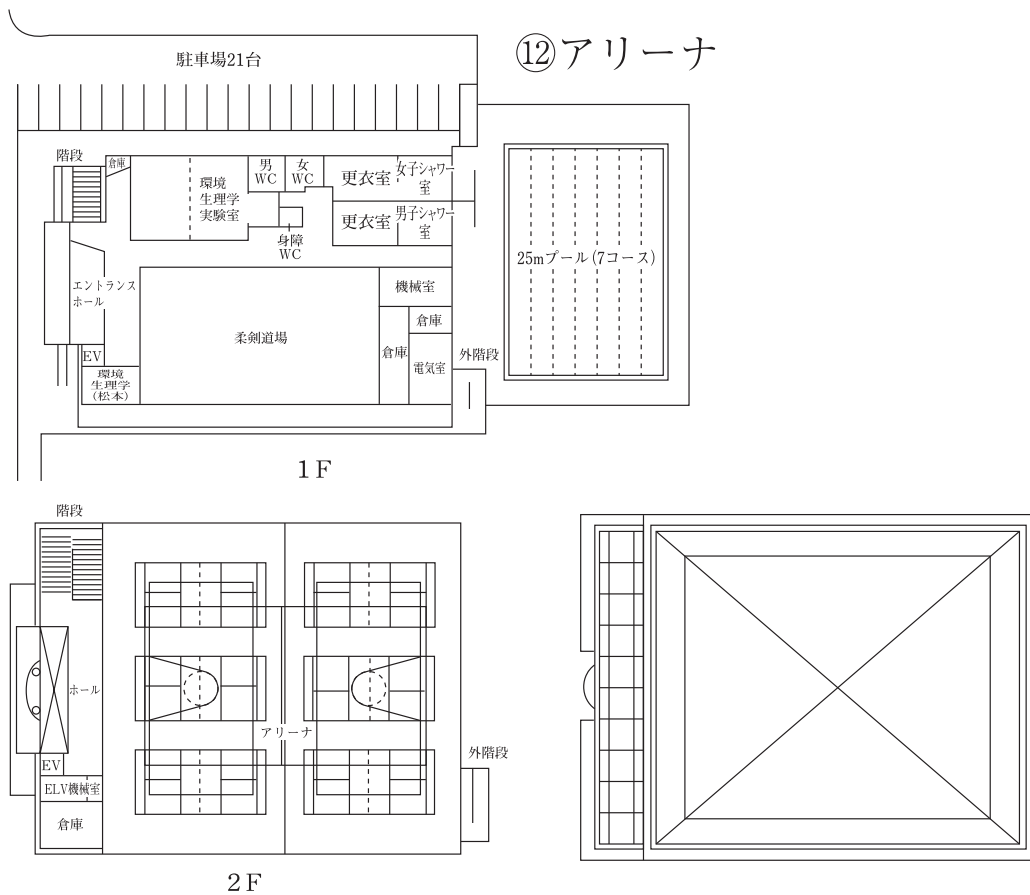 ⑫アリーナ
駐車場21台
階段
倉庫
環境
生理学
実験室
男
WC
女
WC
更衣室
女子シャワー
室
更衣室
男子シャワー
室
身障
WC
エントランス
ホール
機械室
倉庫
倉庫
電気室
柔剣道場
EV
環境
生理学
(松本)
外階段
25mプール(7コース)
1F
階段
ホール
アリーナ
EV
ELV機械室
倉庫
外階段
2F